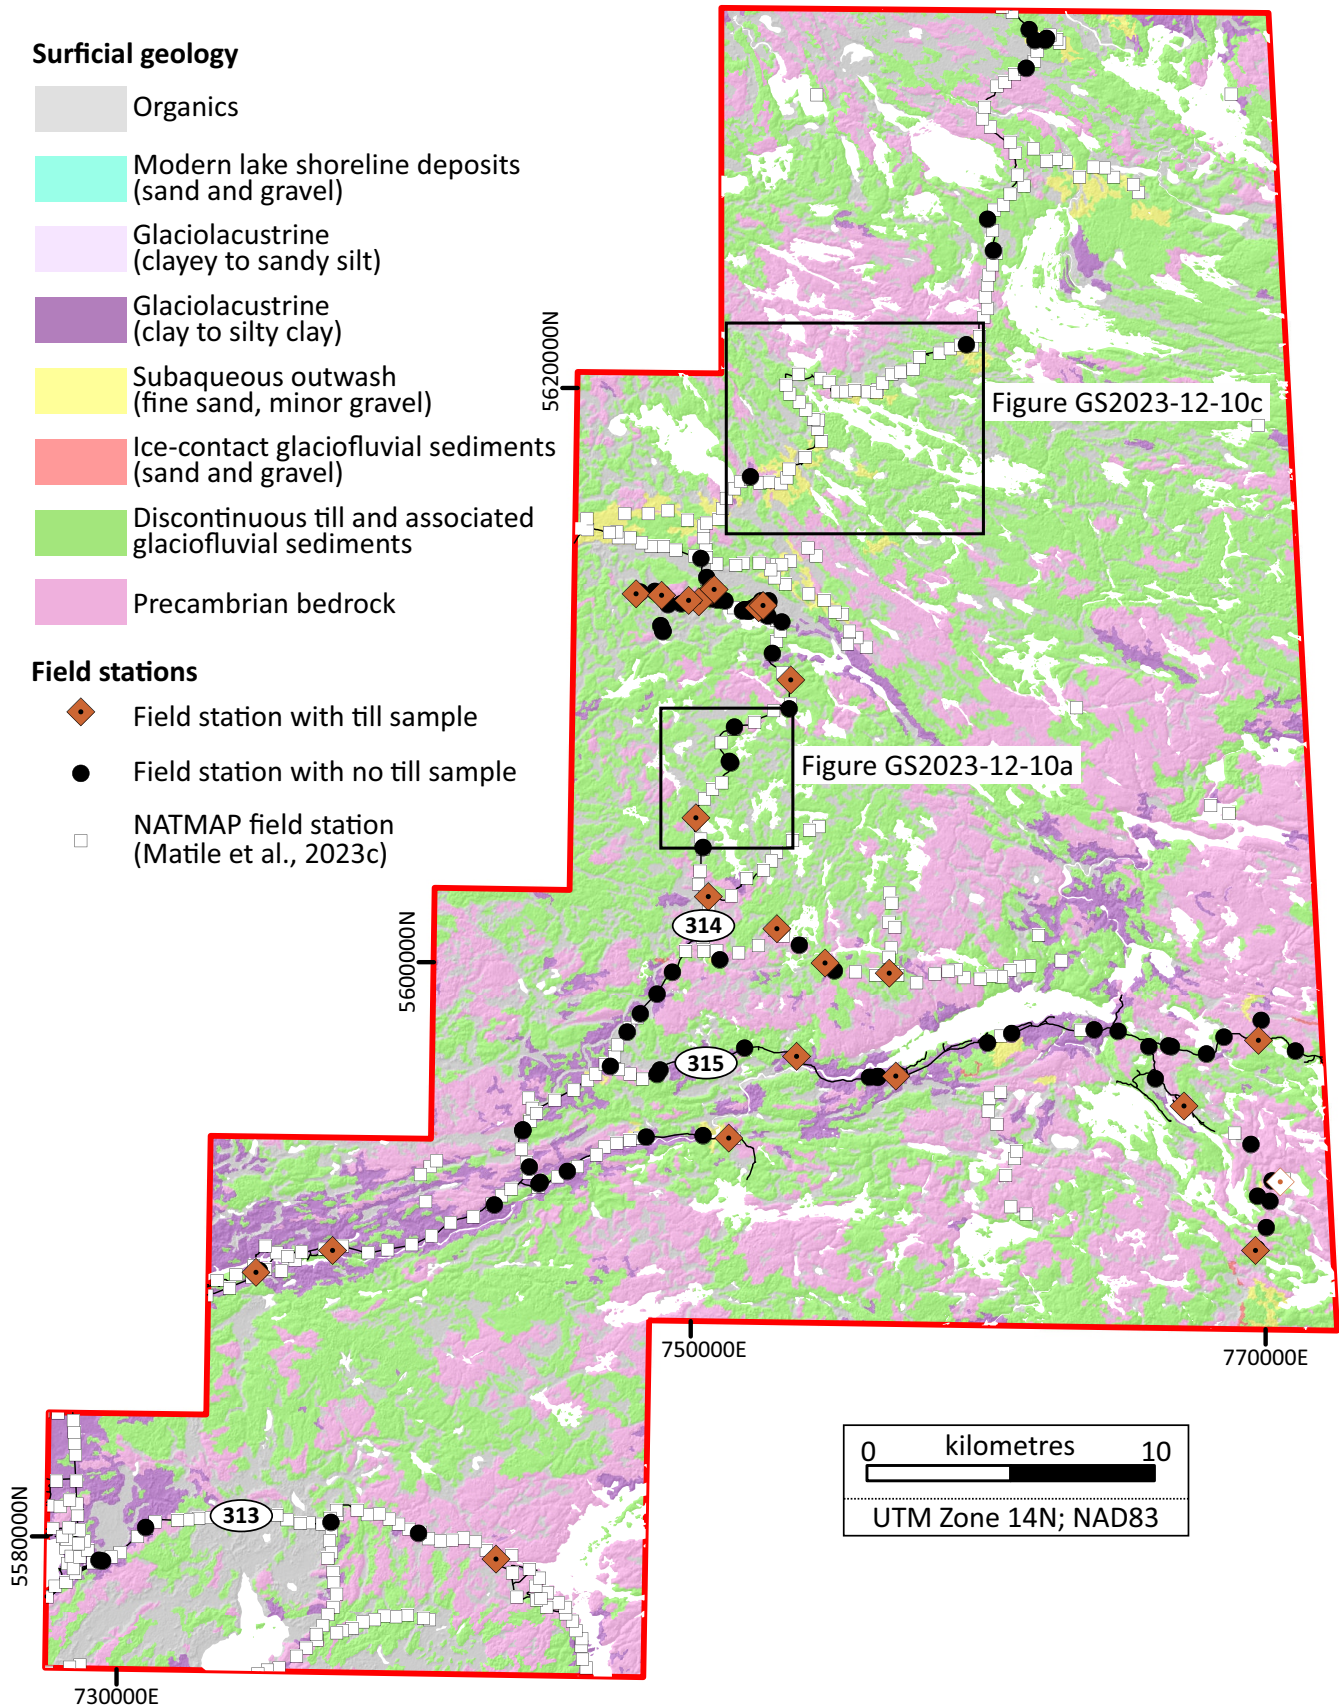 Surficial geology
Organics
Modern lake shoreline deposits
(sand and gravel)
Glaciolacustrine
(clayey to sandy silt)
Glaciolacustrine
(clay to silty clay)
Subaqueous outwash
(fine sand, minor gravel)
Ice-contact glaciofluvial sediments
(sand and gravel)
Discontinuous till and associated
glaciofluvial sediments
Precambrian bedrock
Field stations
Field station with till sample
Field station with no till sample
NATMAP field station
(Matile et al., 2023c)
5620000N
Figure GS2023-12-10c
Figure GS2023-12-10a
5600000N
314
315
750000E
770000E
0 kilometres 10
UTM Zone 14N; NAD83
313
5580000N
730000E